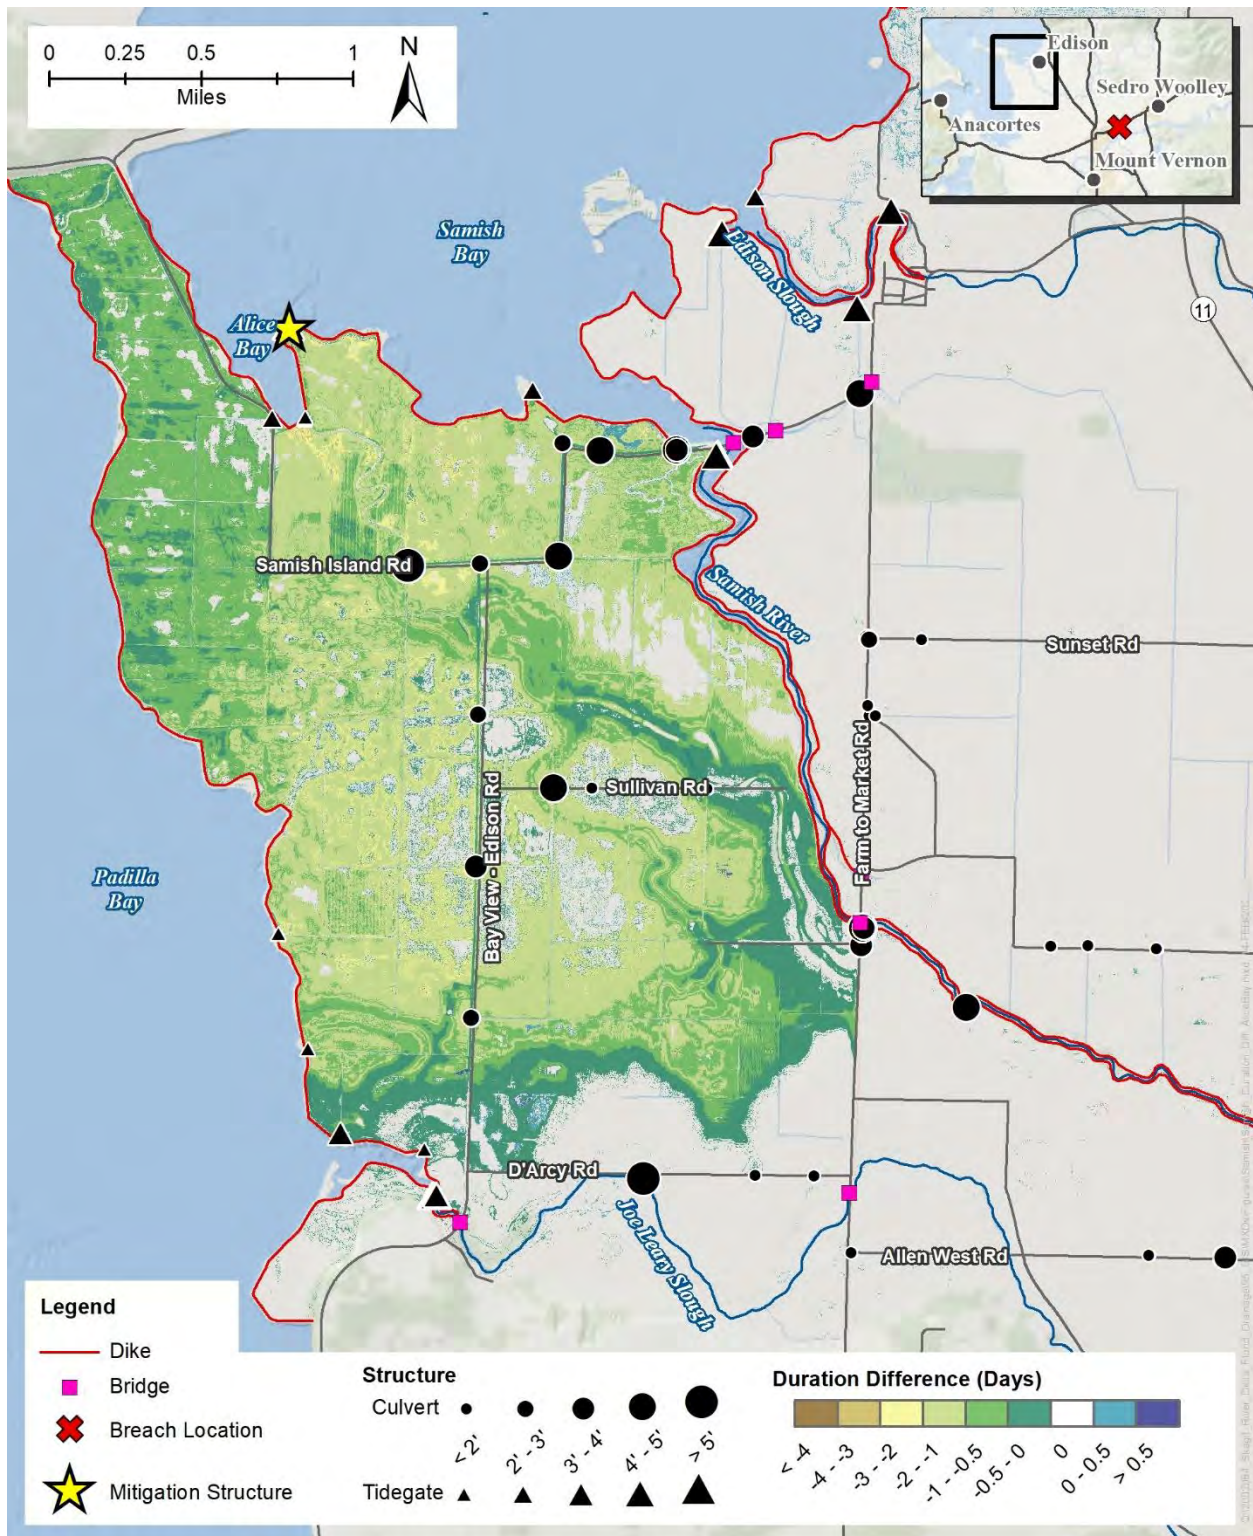 0 0.25 0.5 1
Miles
N
Edison
Sedro Woolley
Anacortes
Mount Vernon
Samish
Bay
Edison Slough
11
Alice
Bay
Samish Island Rd
Samish River
Sunset Rd
Farm to Market Rd
Sullivan Rd
Bay View - Edison Rd
Padilla
Bay
D'Arcy Rd
Joe Leary Slough
Allen West Rd
Legend
Dike
Bridge
Breach Location
Mitigation Structure
Structure
Culvert
< 2'
2' - 3'
3' - 4'
4' - 5'
> 5'
Tidegate
Duration Difference (Days)
< -4
-4 - -3
-3 - -2
-2 - -1
-1 - -0.5
-0.5 - 0
0
0 - 0.5
> 0.5